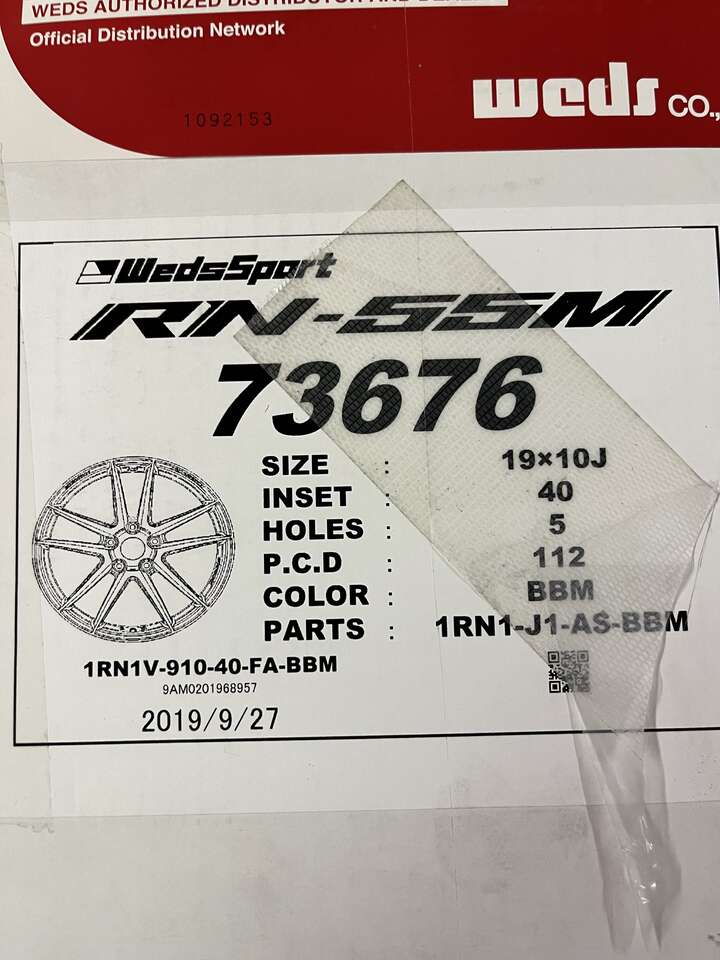 WEDS AUTHORIZED DISTRIBUTOR AND
Official Distribution Network
weds CO.,
1092153
WedsSport
RN-55M
73676
SIZE : 19×10J
INSET : 40
HOLES : 5
P.C.D : 112
COLOR : BBM
PARTS : 1RN1-J1-AS-BBM
1RN1V-910-40-FA-BBM
9AM0201968957
2019/9/27